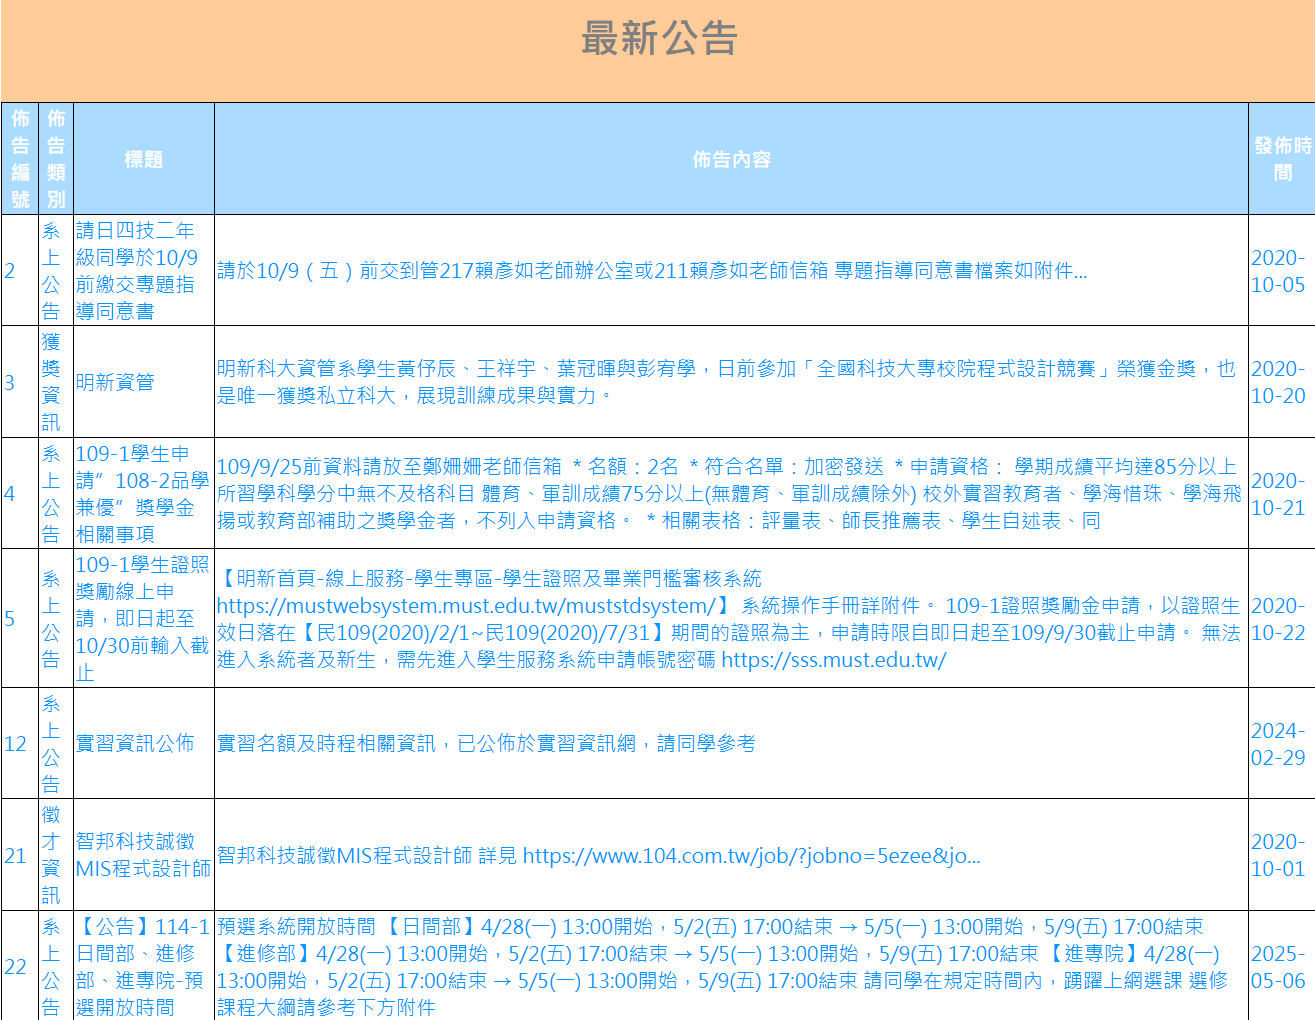 最新公告
佈告編號
佈告類別
標題
佈告內容
發佈時間
2
系上公告
請日四技二年
級同學於10/9
前繳交專題指
導同意書
請於10/9（五）前交到管217賴彥如老師辦公室或211賴彥如老師信箱 專題指導同意書檔案如附件...
2020-
10-05
3
獲獎資訊
明新資管
明新科大資管系學生黃伃辰、王祥宇、葉冠暉與彭宥學，日前參加「全國科技大專校院程式設計競賽」榮獲金獎，也
是唯一獲獎私立科大，展現訓練成果與實力。
2020-
10-20
4
系上公告
109-1學生申
請”108-2品學
兼優”獎學金
相關事項
109/9/25前資料請放至鄭姍姍老師信箱 ＊名額：2名 ＊符合名單：加密發送 ＊申請資格： 學期成績平均達85分以上
所習學科學分中無不及格科目 體育、軍訓成績75分以上(無體育、軍訓成績除外) 校外實習教育者、學海惜珠、學海飛
揚或教育部補助之獎學金者，不列入申請資格。 ＊相關表格：評量表、師長推薦表、學生自述表、同
2020-
10-21
5
系上公告
109-1學生證照
獎勵線上申
請，即日起至
10/30前輸入截
止
【明新首頁-線上服務-學生專區-學生證照及畢業門檻審核系統
https://mustwebsystem.must.edu.tw/muststdsystem/】 系統操作手冊詳附件。 109-1證照獎勵金申請，以證照生
效日落在【民109(2020)/2/1~民109(2020)/7/31】期間的證照為主，申請時限自即日起至109/9/30截止申請。 無法
進入系統者及新生，需先進入學生服務系統申請帳號密碼 https://sss.must.edu.tw/
2020-
10-22
12
系上公告
實習資訊公佈
實習名額及時程相關資訊，已公佈於實習資訊網，請同學參考
2024-
02-29
21
徵才資訊
智邦科技誠徵
MIS程式設計師
智邦科技誠徵MIS程式設計師 詳見 https://www.104.com.tw/job/?jobno=5ezee&jo...
2020-
10-01
22
系上公告
【公告】114-1
日間部、進修
部、進專院-預
選開放時間
預選系統開放時間 【日間部】4/28(一) 13:00開始，5/2(五) 17:00結束 → 5/5(一) 13:00開始，5/9(五) 17:00結束
【進修部】4/28(一) 13:00開始，5/2(五) 17:00結束 → 5/5(一) 13:00開始，5/9(五) 17:00結束 【進專院】4/28(一)
13:00開始，5/2(五) 17:00結束 → 5/5(一) 13:00開始，5/9(五) 17:00結束 請同學在規定時間內，踴躍上網選課 選修
課程大綱請參考下方附件
2025-
05-06